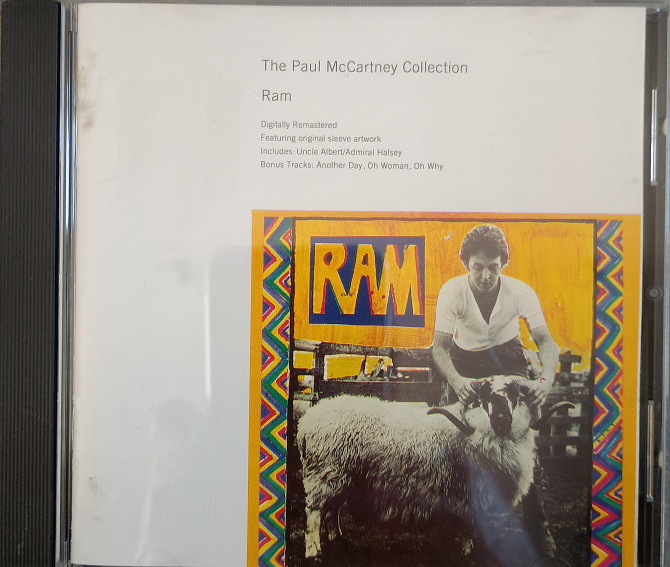 The Paul McCartney Collection
Ram
Digitally Remastered
Featuring original sleeve artwork
Includes: Uncle Albert/Admiral Halsey
Bonus Tracks: Another Day, Oh Woman, Oh Why
RAM